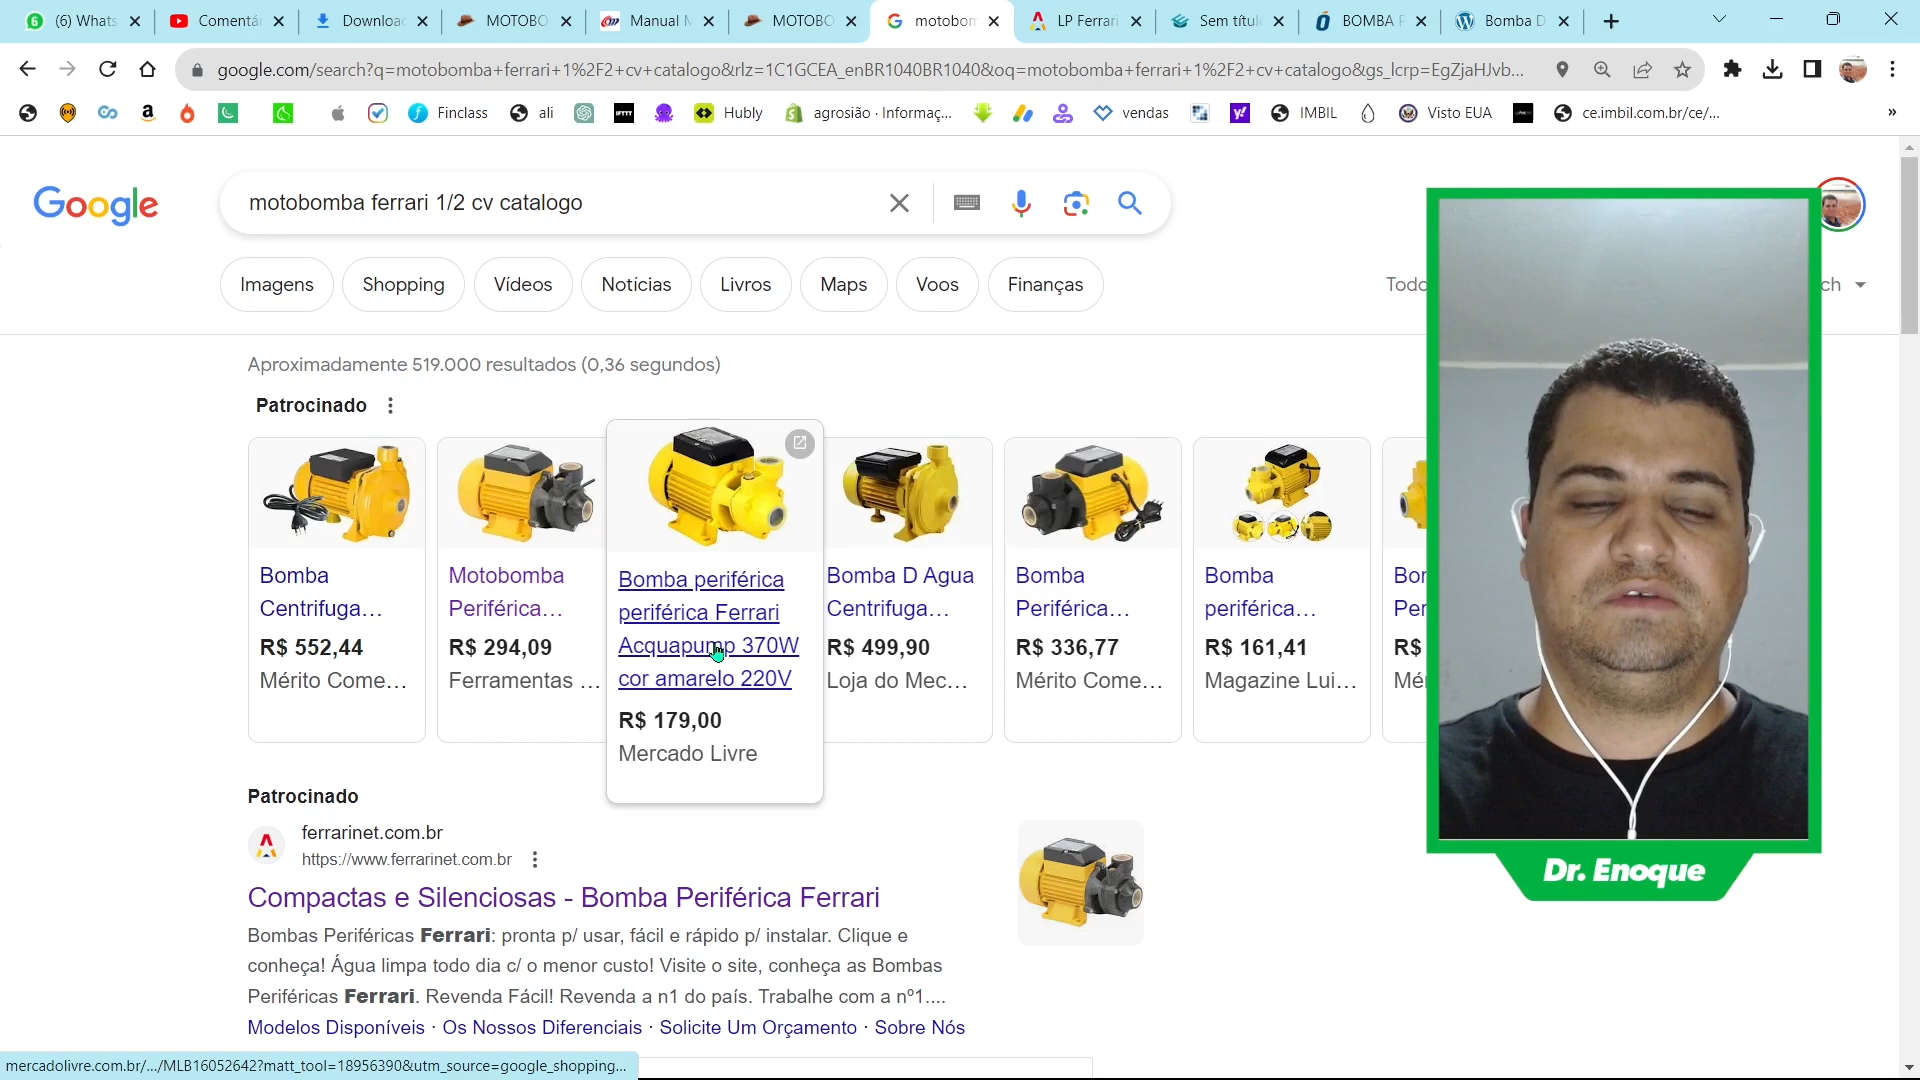 (6) Whats
Comentá
Downloac
MOTOBO
Manual M
MOTOBO
motobom
LP Ferrari
Sem títul
BOMBA P
Bomba D
google.com/search?q=motobomba+ferrari+1%2F2+cv+catalogo&rlz=1C1GCEA_enBR1040BR1040&oq=motobomba+ferrari+1%2F2+cv+catalogo&gs_lcrp=EgZjaHJvb...
Finclass
ali
IFTTT
Hubly
agrosião · Informaç...
vendas
IMBIL
Visto EUA
ce.imbil.com.br/ce/...
»
Google
motobomba ferrari 1/2 cv catalogo
Imagens
Shopping
Vídeos
Notícias
Livros
Maps
Voos
Finanças
Todo
ch
Aproximadamente 519.000 resultados (0,36 segundos)
Patrocinado
Bomba
Centrifuga...
R$ 552,44
Mérito Come...
Motobomba
Periférica...
R$ 294,09
Ferramentas ...
Bomba periférica
periférica Ferrari
Acquapump 370W
cor amarelo 220V
R$ 179,00
Mercado Livre
Bomba D Agua
Centrifuga...
R$ 499,90
Loja do Mec...
Bomba
Periférica...
R$ 336,77
Mérito Come...
Bomba
periférica...
R$ 161,41
Magazine Lui...
Bor
Per
R$
Mé
Dr. Enoque
Patrocinado
ferrarinet.com.br
https://www.ferrarinet.com.br
Compactas e Silenciosas - Bomba Periférica Ferrari
Bombas Periféricas Ferrari: pronta p/ usar, fácil e rápido p/ instalar. Clique e
conheça! Água limpa todo dia c/ o menor custo! Visite o site, conheça as Bombas
Periféricas Ferrari. Revenda Fácil! Revenda a n1 do país. Trabalhe com a nº1....
Modelos Disponíveis · Os Nossos Diferenciais · Solicite Um Orçamento · Sobre Nós
mercadolivre.com.br/.../MLB16052642?matt_tool=18956390&utm_source=google_shopping...